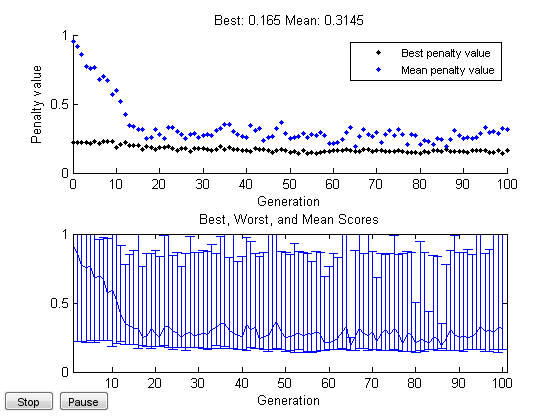 Best: 0.165 Mean: 0.3145
1
0.5
0
Penalty value
Best penalty value
Mean penalty value
0 10 20 30 40 50 60 70 80 90 100
Generation
Best, Worst, and Mean Scores
1
0.5
0
10 20 30 40 50 60 70 80 90 100
Generation
Stop Pause